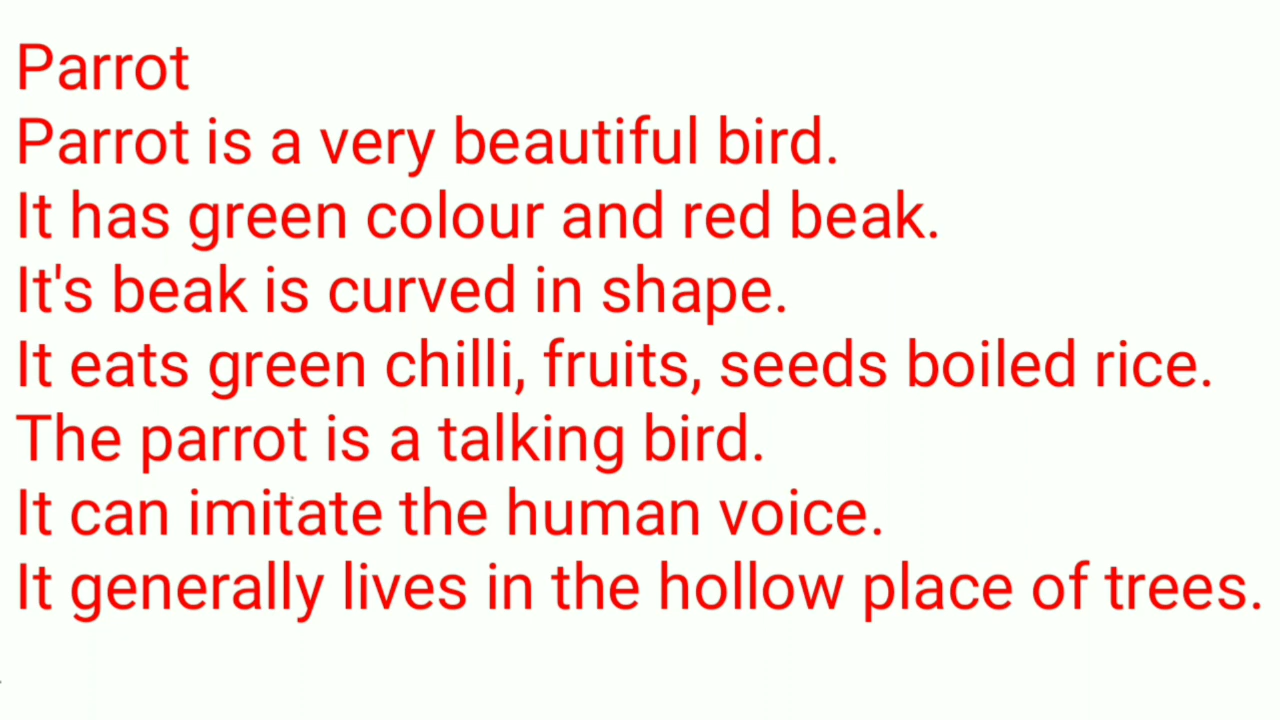 Parrot
Parrot is a very beautiful bird.
It has green colour and red beak.
It's beak is curved in shape.
It eats green chilli, fruits, seeds boiled rice.
The parrot is a talking bird.
It can imitate the human voice.
It generally lives in the hollow place of trees.